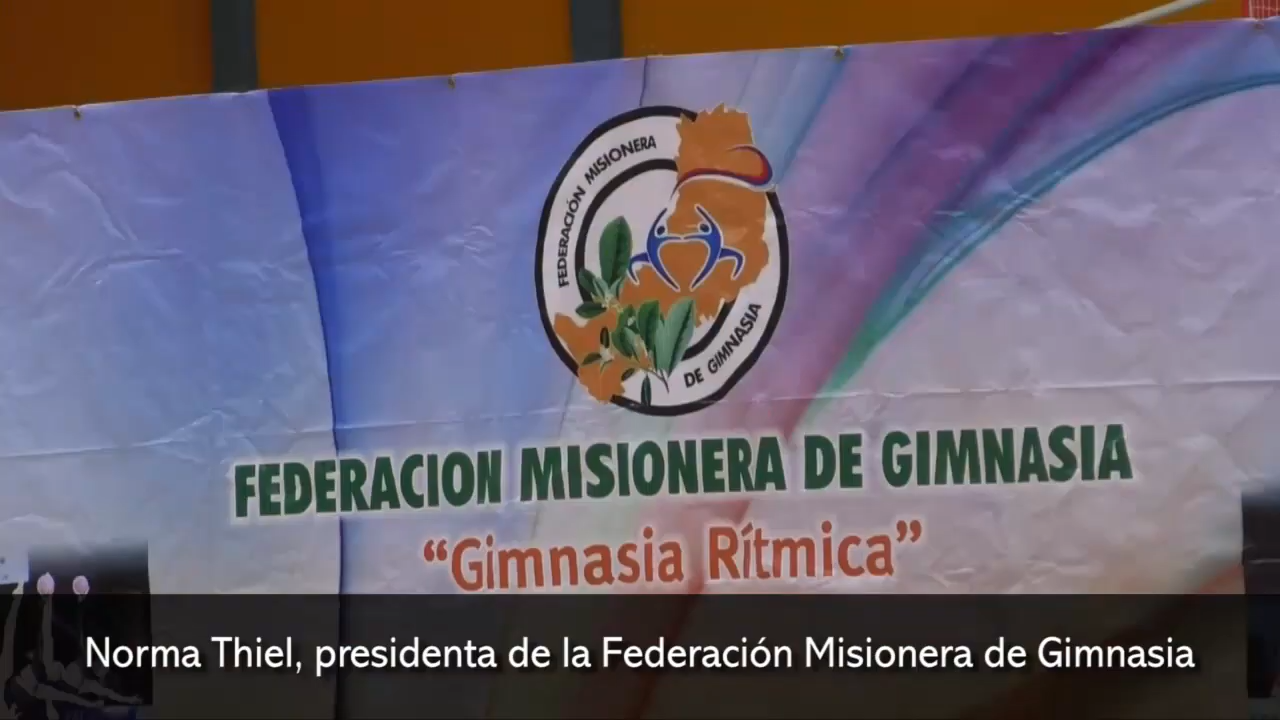 FEDERACIÓN MISIONERA
DE GIMNASIA
FEDERACION MISIONERA DE GIMNASIA
“Gimnasia Rítmica”
Norma Thiel, presidenta de la Federación Misionera de Gimnasia